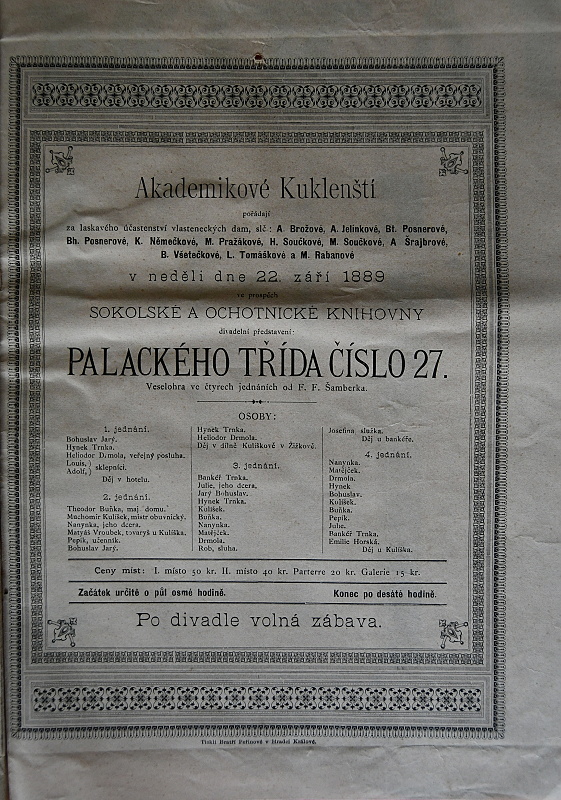 Akademikové Kuklenští
pořádají
za laskavého účastenství vlasteneckých dam, slč: A. Brožové, A. Jelínkové, Bt. Posnerové,
Bh. Posnerové, K. Němečkové, M. Pražákové, H. Součkové, M. Součkové, A Šrajbrové,
B. Všetečkové, L. Tomáškové a M. Rabanové
v neděli dne 22. září 1889
ve prospěch
SOKOLSKÉ A OCHOTNICKÉ KNIHOVNY
divadelní představení:
PALACKÉHO TŘÍDA ČÍSLO 27.
Veselohra ve čtyrech jednáních od F. F. Šamberka.
OSOBY:
1. jednání.
Bohuslav Jarý.
Hynek Trnka.
Heliodor Drmola, veřejný posluha.
Louis, } sklepníci.
Adolf, }
Děj v hotelu.
2. jednání.
Theodor Buňka, maj. domu.
Muchomír Kulíšek, mistr obuvnický.
Nanynka, jeho dcera.
Matyáš Vroubek, tovaryš u Kulíška.
Pepík, učenník.
Bohuslav Jarý.
Hynek Trnka.
Heliodor Drmola.
Děj v dílně Kulíškově v Žižkově.
3. jednání.
Bankéř Trnka.
Julie, jeho dcera.
Jarý Bohuslav.
Hynek Trnka.
Kulíšek.
Buňka.
Nanynka.
Matějček.
Drmola.
Rob, sluha.
Josefina služka.
Děj u bankéře.
4. jednání.
Nanynka.
Matějček.
Drmola.
Hynek
Bohuslav.
Kulíšek.
Buňka.
Pepík.
Julie.
Bankéř Trnka.
Emilie Horská.
Děj u Kulíška.
Ceny míst: I. místo 50 kr. II. místo 40 kr. Parterre 20 kr. Galerie 15 kr.
Začátek určitě o půl osmé hodině. Konec po desáté hodině.
Po divadle volná zábava.
Tiskli Bratří Peřinové v Hradci Králové.